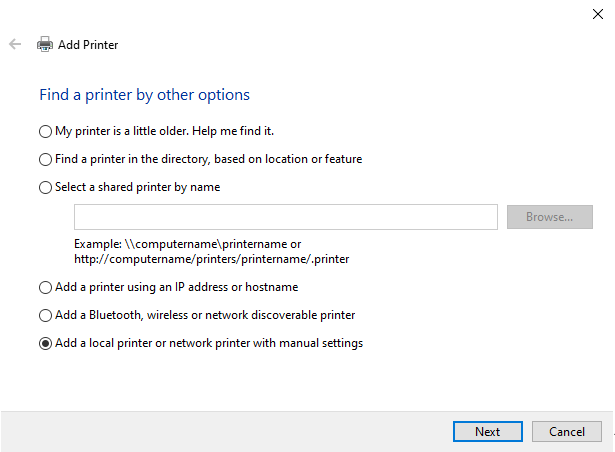 Add Printer
Find a printer by other options
My printer is a little older. Help me find it.
Find a printer in the directory, based on location or feature
Select a shared printer by name
Browse...
Example: \\computername\printername or
http://computername/printers/printername/.printer
Add a printer using an IP address or hostname
Add a Bluetooth, wireless or network discoverable printer
Add a local printer or network printer with manual settings
Next
Cancel